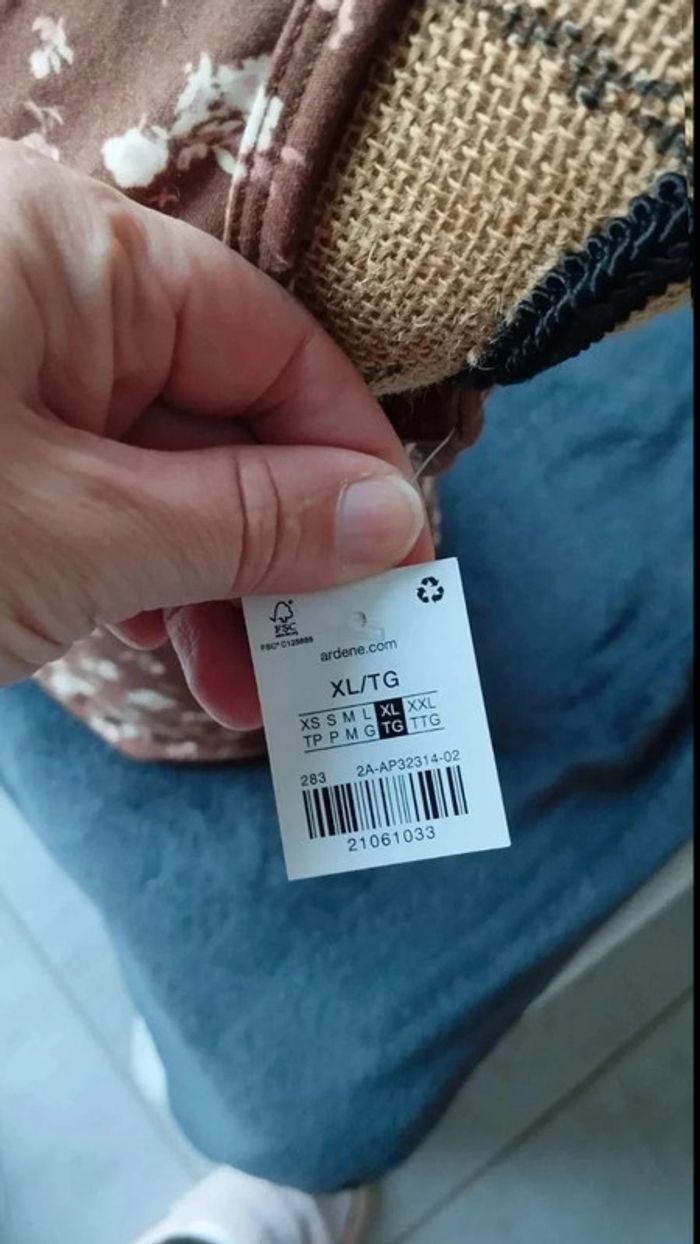 FSC
FSC® C125885
ardene.com
XL/TG
XS S M L XL XXL
TP P M G TG TTG
283 2A-AP32314-02
21061033